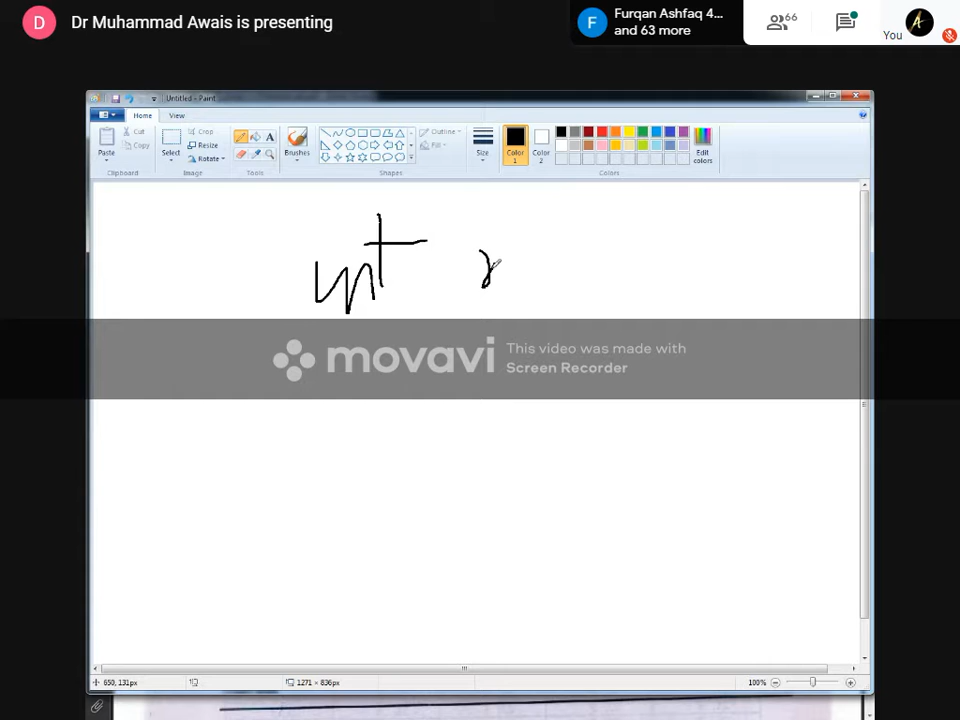 D Dr Muhammad Awais is presenting
F Furqan Ashfaq 4...
and 63 more
66
You
Untitled - Paint
Home View
Paste
Cut
Copy
Clipboard
Select
Crop
Resize
Rotate
Image
A
Tools
Brushes
Outline
Fill
Shapes
Size
Color
1
Color
2
Edit
colors
Colors
int
movavi
This video was made with
Screen Recorder
650, 131px
1271 × 836px
100%